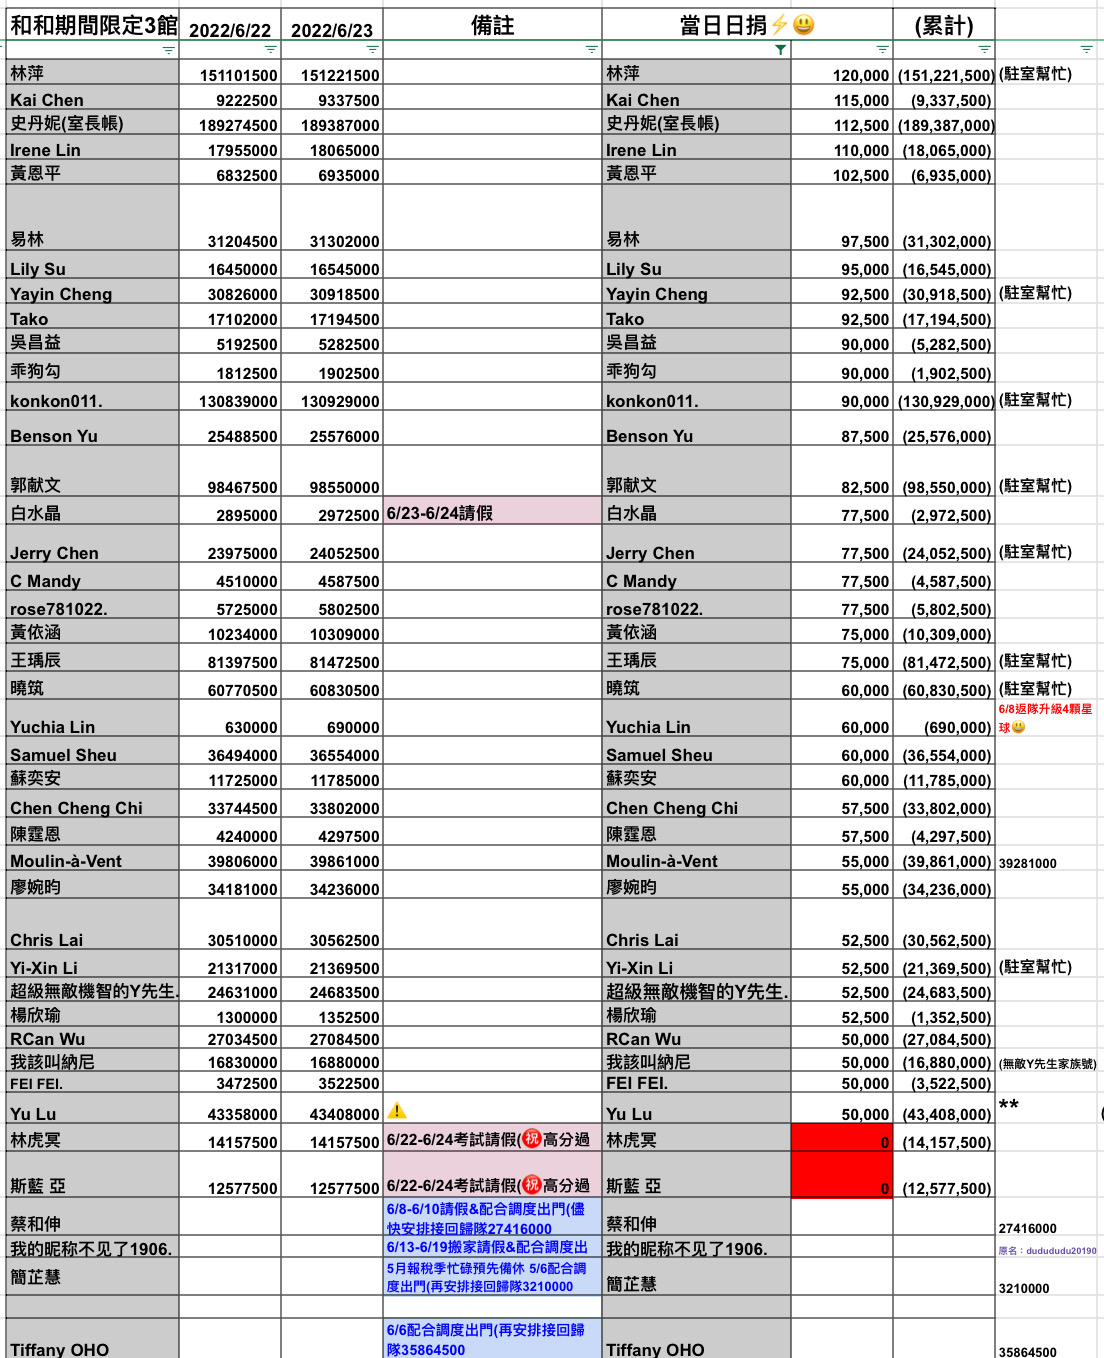 和和期間限定3館 2022/6/22 2022/6/23 備註 當日日捐⚡😃 (累計)
林萍 151101500 151221500 林萍 120,000 (151,221,500) (駐室幫忙)
Kai Chen 9222500 9337500 Kai Chen 115,000 (9,337,500)
史丹妮(室長帳) 189274500 189387000 史丹妮(室長帳) 112,500 (189,387,000)
Irene Lin 17955000 18065000 Irene Lin 110,000 (18,065,000)
黃恩平 6832500 6935000 黃恩平 102,500 (6,935,000)
易林 31204500 31302000 易林 97,500 (31,302,000)
Lily Su 16450000 16545000 Lily Su 95,000 (16,545,000)
Yayin Cheng 30826000 30918500 Yayin Cheng 92,500 (30,918,500) (駐室幫忙)
Tako 17102000 17194500 Tako 92,500 (17,194,500)
吳昌益 5192500 5282500 吳昌益 90,000 (5,282,500)
乖狗勾 1812500 1902500 乖狗勾 90,000 (1,902,500)
konkon011. 130839000 130929000 konkon011. 90,000 (130,929,000) (駐室幫忙)
Benson Yu 25488500 25576000 Benson Yu 87,500 (25,576,000)
郭献文 98467500 98550000 郭献文 82,500 (98,550,000) (駐室幫忙)
白水晶 2895000 2972500 6/23-6/24請假 白水晶 77,500 (2,972,500)
Jerry Chen 23975000 24052500 Jerry Chen 77,500 (24,052,500) (駐室幫忙)
C Mandy 4510000 4587500 C Mandy 77,500 (4,587,500)
rose781022. 5725000 5802500 rose781022. 77,500 (5,802,500)
黃依涵 10234000 10309000 黃依涵 75,000 (10,309,000)
王瑀辰 81397500 81472500 王瑀辰 75,000 (81,472,500) (駐室幫忙)
曉筑 60770500 60830500 曉筑 60,000 (60,830,500) (駐室幫忙)
Yuchia Lin 630000 690000 Yuchia Lin 60,000 (690,000) 6/8返隊升級4顆星
球😃
Samuel Sheu 36494000 36554000 Samuel Sheu 60,000 (36,554,000)
蘇奕安 11725000 11785000 蘇奕安 60,000 (11,785,000)
Chen Cheng Chi 33744500 33802000 Chen Cheng Chi 57,500 (33,802,000)
陳霆恩 4240000 4297500 陳霆恩 57,500 (4,297,500)
Moulin-à-Vent 39806000 39861000 Moulin-à-Vent 55,000 (39,861,000) 39281000
廖婉昀 34181000 34236000 廖婉昀 55,000 (34,236,000)
Chris Lai 30510000 30562500 Chris Lai 52,500 (30,562,500)
Yi-Xin Li 21317000 21369500 Yi-Xin Li 52,500 (21,369,500) (駐室幫忙)
超級無敵機智的Y先生. 24631000 24683500 超級無敵機智的Y先生. 52,500 (24,683,500)
楊欣瑜 1300000 1352500 楊欣瑜 52,500 (1,352,500)
RCan Wu 27034500 27084500 RCan Wu 50,000 (27,084,500)
我該叫納尼 16830000 16880000 我該叫納尼 50,000 (16,880,000) (無敵Y先生家族號)
FEI FEI. 3472500 3522500 FEI FEI. 50,000 (3,522,500)
Yu Lu 43358000 43408000 ⚠️ Yu Lu 50,000 (43,408,000) ** (
林虎冥 14157500 14157500 6/22-6/24考試請假(㊗️高分過 林虎冥 0 (14,157,500)
斯藍 亞 12577500 12577500 6/22-6/24考試請假(㊗️高分過 斯藍 亞 0 (12,577,500)
蔡和伸 6/8-6/10請假&配合調度出門(儘
快安排接回歸隊27416000 蔡和伸 27416000
我的昵称不见了1906. 6/13-6/19搬家請假&配合調度出 我的昵称不见了1906. 原名：dudududu20190
簡芷慧 5月報稅季忙碌預先備休 5/6配合調
度出門(再安排接回歸隊3210000 簡芷慧 3210000
Tiffany OHO 6/6配合調度出門(再安排接回歸
隊35864500 Tiffany OHO 35864500